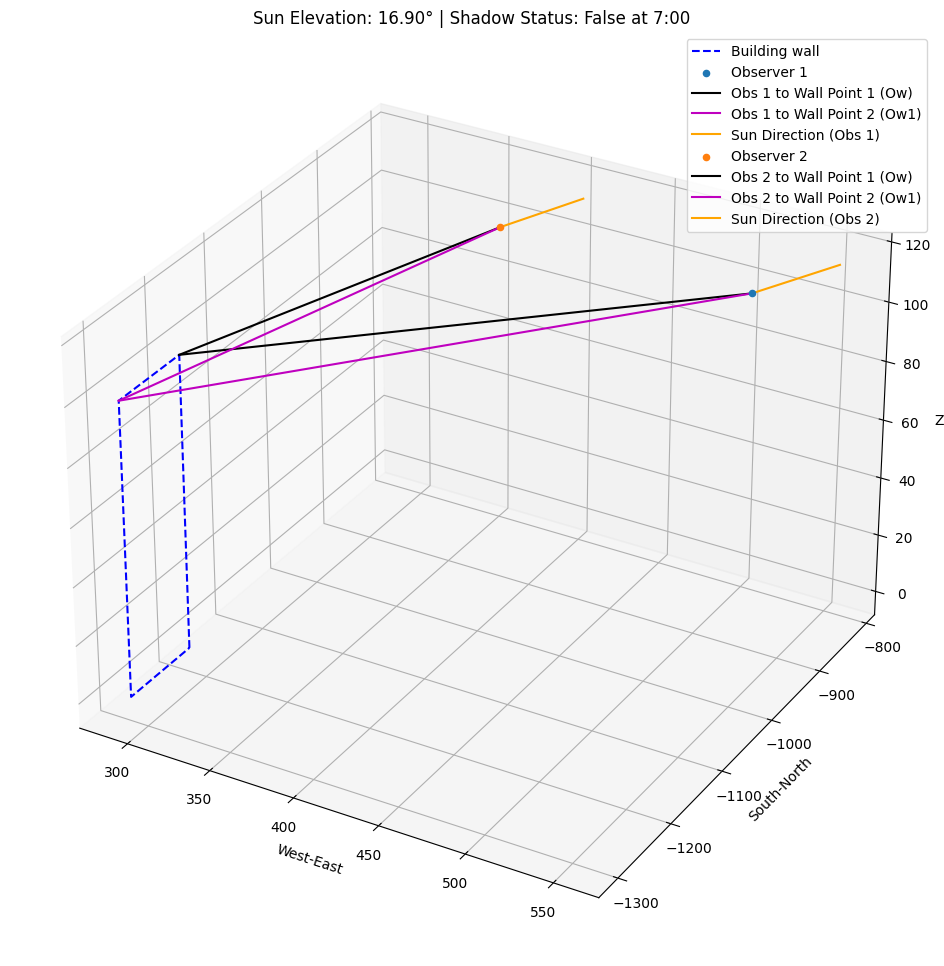 Sun Elevation: 16.90° | Shadow Status: False at 7:00
Building wall
Observer 1
Obs 1 to Wall Point 1 (Ow)
Obs 1 to Wall Point 2 (Ow1)
Sun Direction (Obs 1)
Observer 2
Obs 2 to Wall Point 1 (Ow)
Obs 2 to Wall Point 2 (Ow1)
Sun Direction (Obs 2)
120
100
80
60
40
20
0
Z
−800
−900
−1000
−1100
−1200
−1300
South-North
300
350
400
450
500
550
West-East